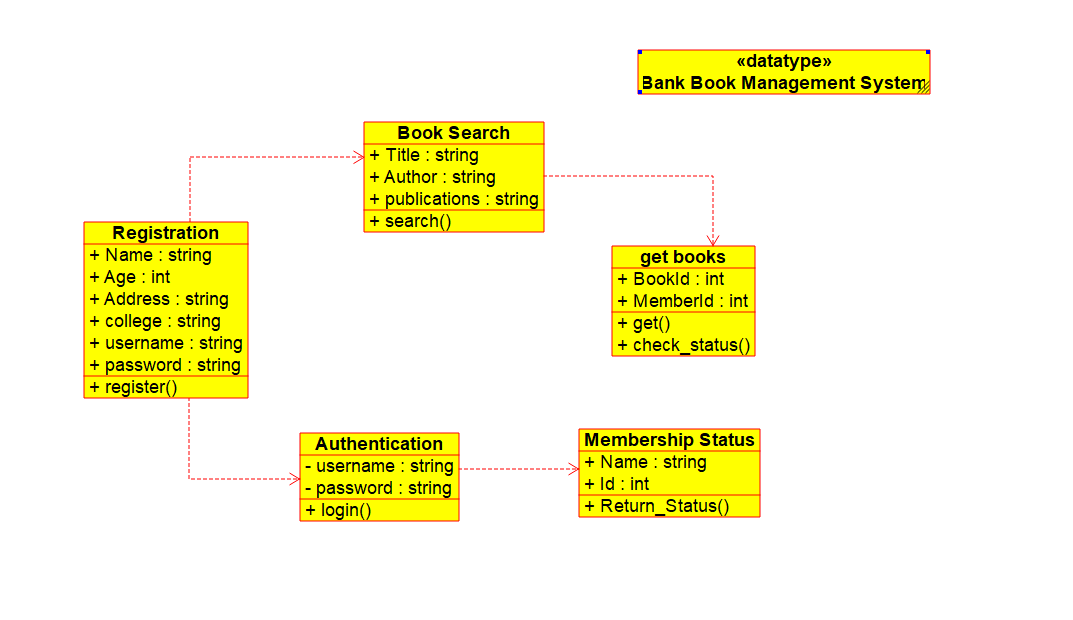 «datatype»
Bank Book Management System
Book Search
+ Title : string
+ Author : string
+ publications : string
+ search()
Registration
+ Name : string
+ Age : int
+ Address : string
+ college : string
+ username : string
+ password : string
+ register()
get books
+ BookId : int
+ MemberId : int
+ get()
+ check_status()
Authentication
- username : string
- password : string
+ login()
Membership Status
+ Name : string
+ Id : int
+ Return_Status()